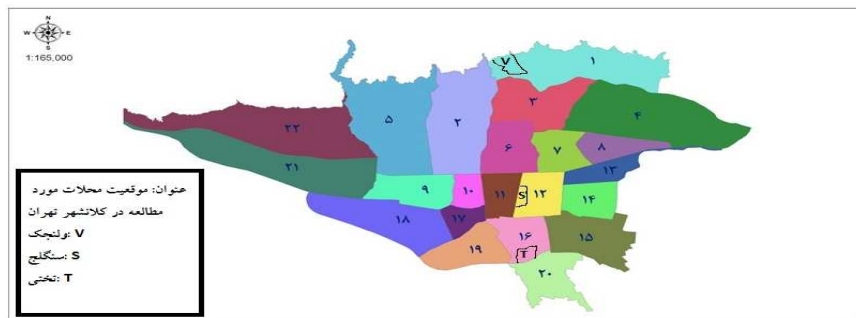 N
W E
S
1:165,000
V
۱
۲
۳
۴
۵
۶
۷
۸
۲۲
۲۱
۹
۱۰
۱۱
S
۱۲
۱۳
۱۴
۱۸
۱۷
۱۶
۱۵
۱۹
T
۲۰
عنوان: موقعیت محلات مورد
مطالعه در کلانشهر تهران
V :ولنجک
S :سنگلج
T :تختی